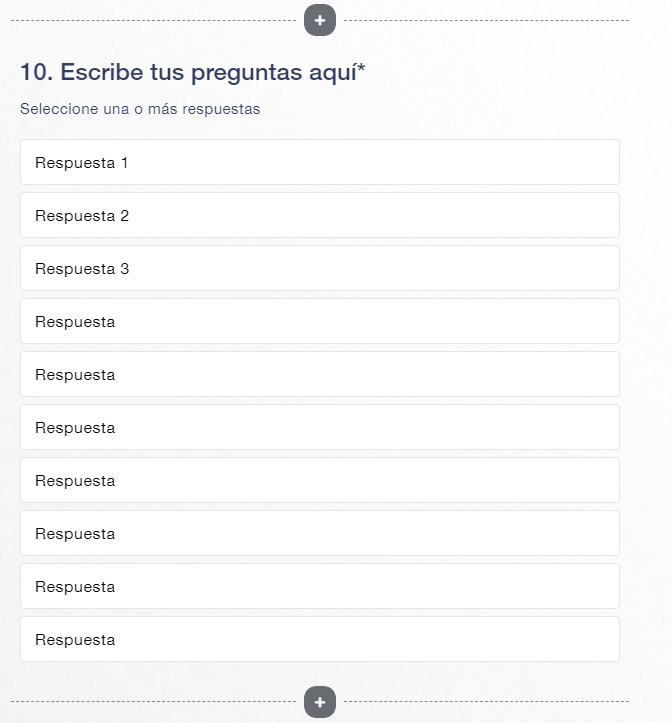 10. Escribe tus preguntas aquí*
Seleccione una o más respuestas
Respuesta 1
Respuesta 2
Respuesta 3
Respuesta
Respuesta
Respuesta
Respuesta
Respuesta
Respuesta
Respuesta